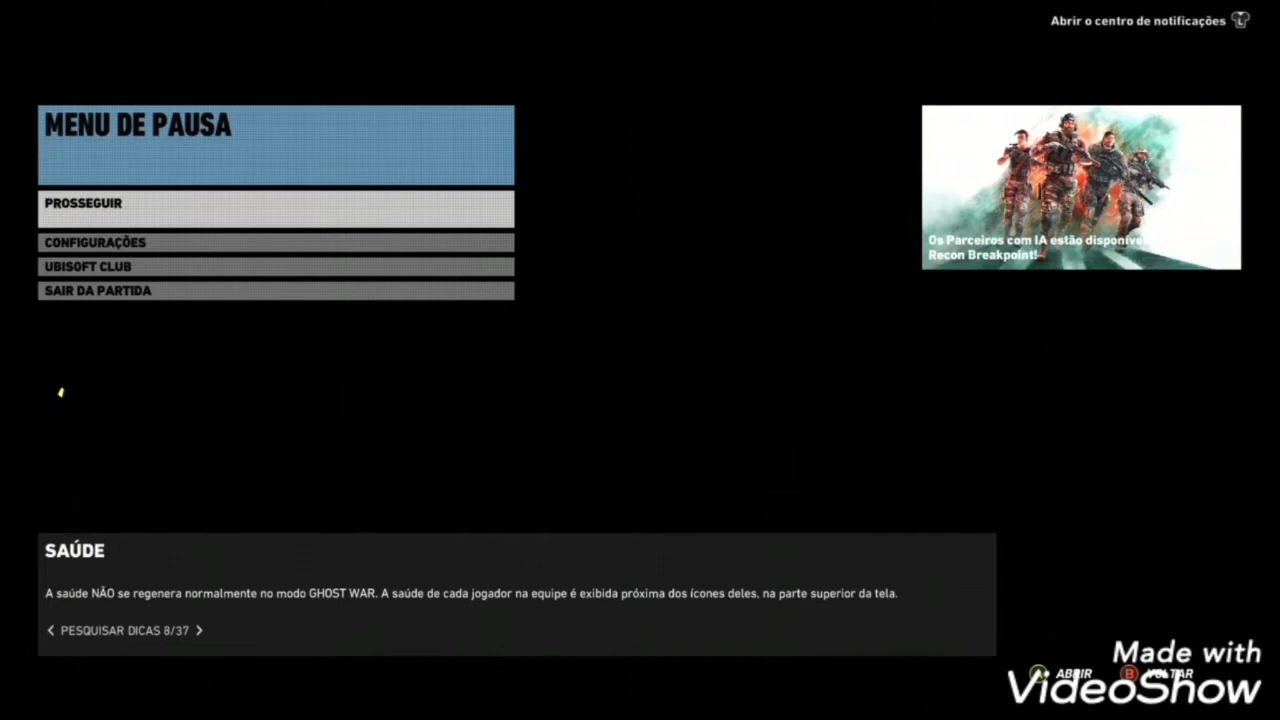 Abrir o centro de notificações L
MENU DE PAUSA
PROSSEGUIR
CONFIGURAÇÕES
UBISOFT CLUB
SAIR DA PARTIDA
Os Parceiros com IA estão
Recon Breakpoint!
SAÚDE
A saúde NÃO se regenera normalmente no modo GHOST WAR. A saúde de cada jogador na equipe é exibida próxima dos ícones deles, na parte superior da tela.
PESQUISAR DICAS 8/37
A ABRIR B VOLTAR
Made with
VideoShow